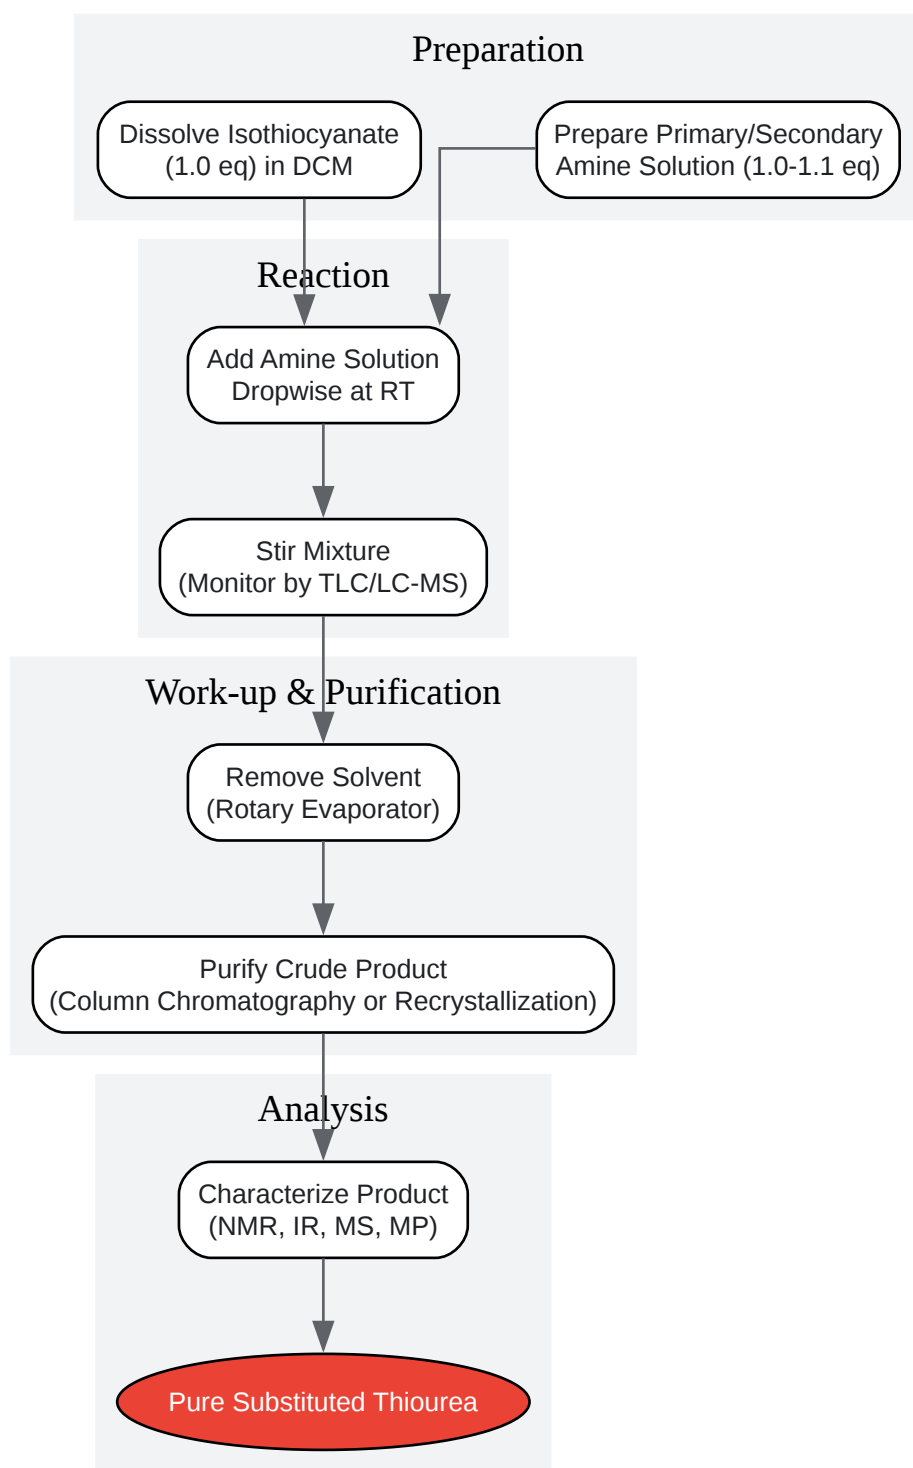 Preparation
Dissolve Isothiocyanate
(1.0 eq) in DCM
Prepare Primary/Secondary
Amine Solution (1.0-1.1 eq)
Reaction
Add Amine Solution
Dropwise at RT
Stir Mixture
(Monitor by TLC/LC-MS)
Work-up & Purification
Remove Solvent
(Rotary Evaporator)
Purify Crude Product
(Column Chromatography or Recrystallization)
Analysis
Characterize Product
(NMR, IR, MS, MP)
Pure Substituted Thiourea